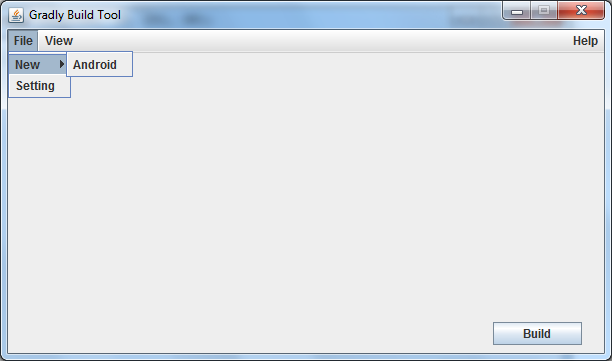 Gradly Build Tool
File View Help
New Android
Setting
Build